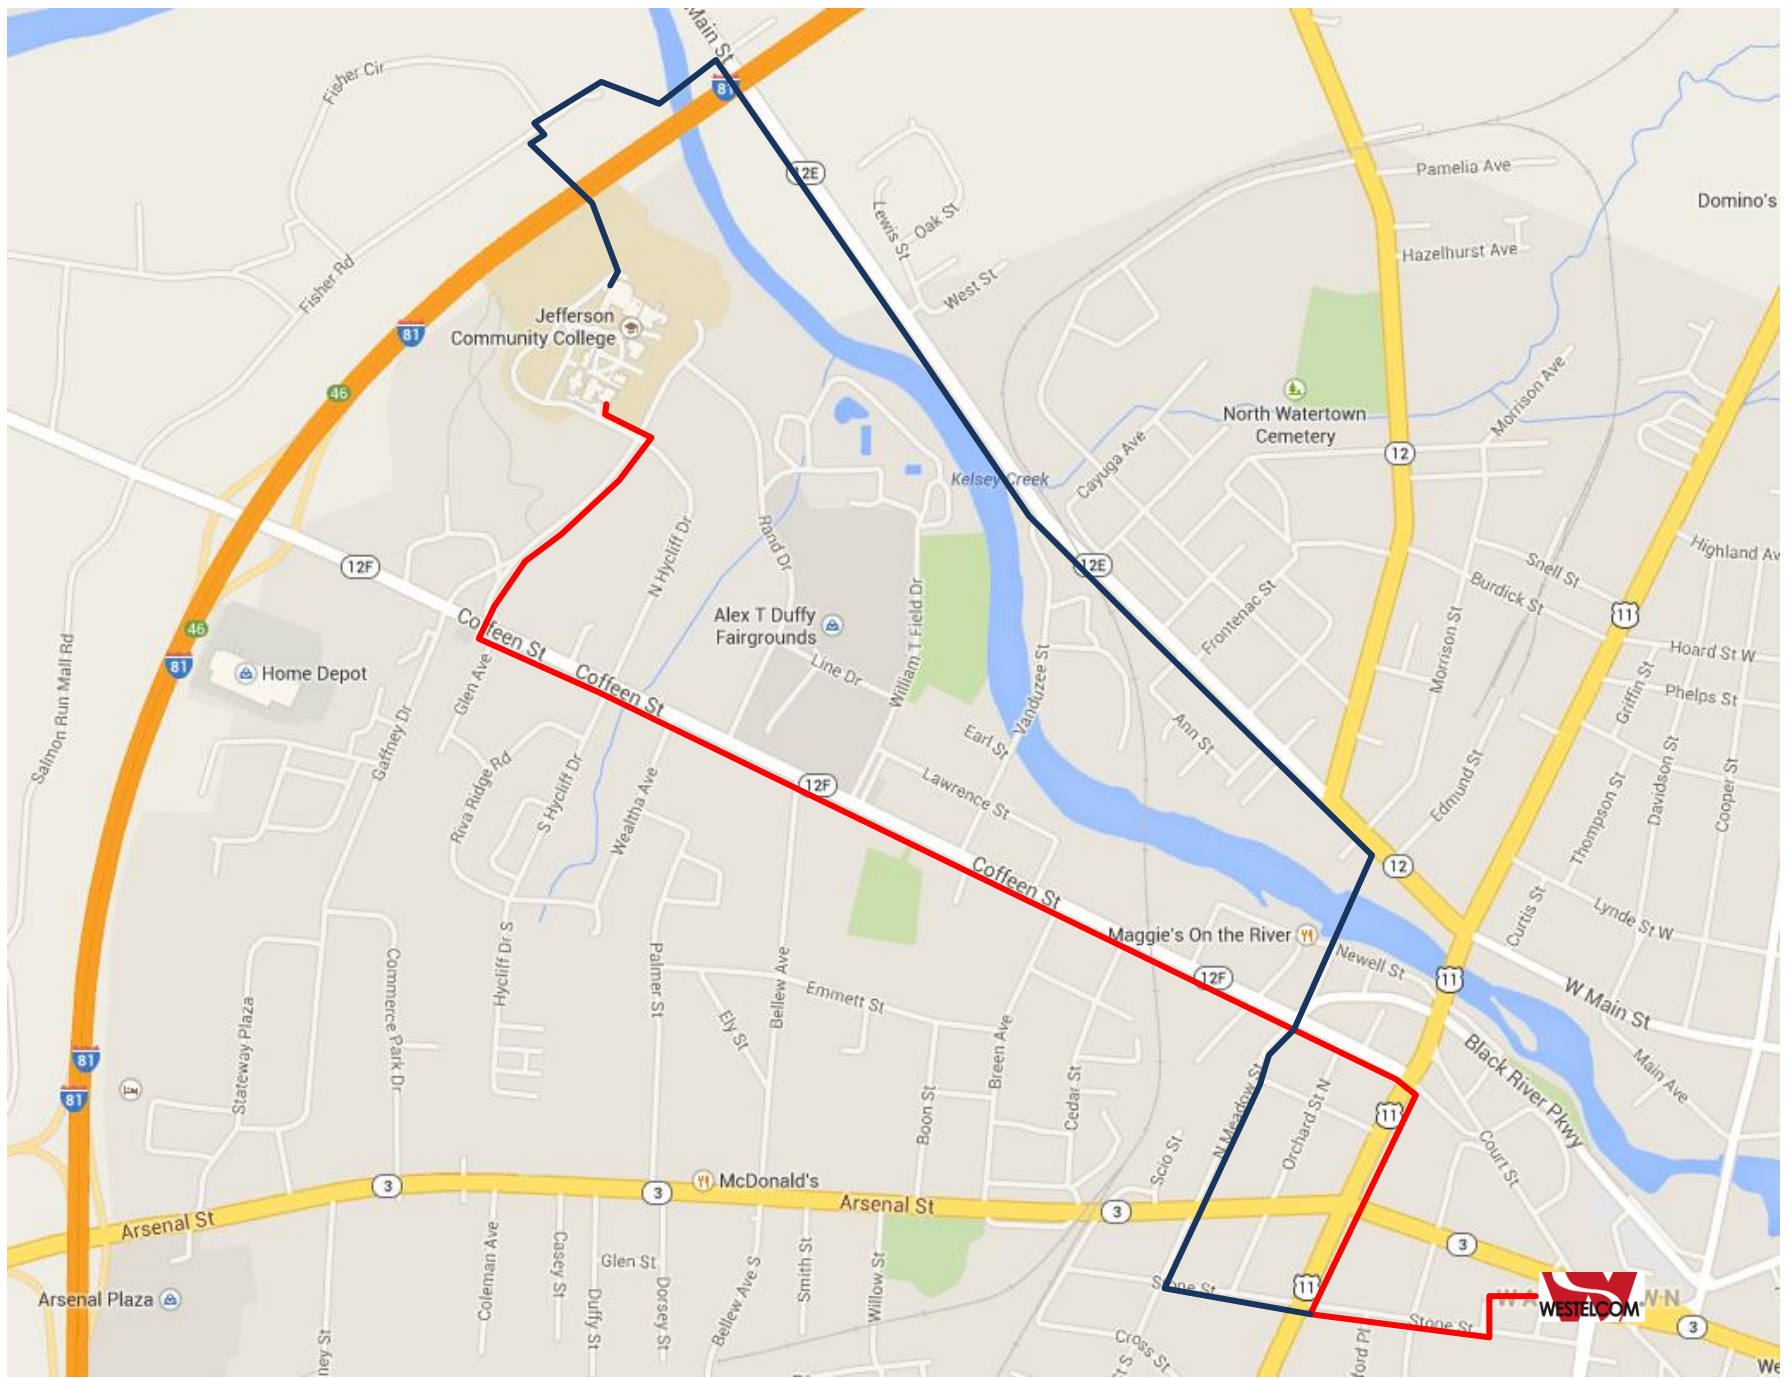 Main St
81
Fisher Cir
12E
Pamelia Ave
Domino's
Lewis St
Oak St
Hazelhurst Ave
Fisher Rd
West St
Jefferson
Community College
81
46
North Watertown
Cemetery
Morrison Ave
12
Cayuga Ave
Kelsey Creek
Rand Dr
N Hycliff Dr
12F
12E
Snell St
Highland Av
Burdick St
William T Field Dr
Frontenac St
11
Alex T Duffy
Fairgrounds
Coffeen St
46
81
Home Depot
Salmon Run Mall Rd
Glen Ave
Gaffney Dr
Coffeen St
Line Dr
Vanduzee St
Earl St
Ann St
Morrison St
Hoard St W
Griffin St
Phelps St
Riva Ridge Rd
S Hycliff Dr
Wealtha Ave
12F
Lawrence St
Edmund St
Thompson St
Davidson St
Cooper St
12
Coffeen St
Curtis St
Lynde St W
Maggie's On the River
Newell St
12F
11
W Main St
Hycliff Dr S
Commerce Park Dr
Palmer St
Bellew Ave
Emmett St
Ely St
Stateway Plaza
Breen Ave
Boon St
Cedar St
81
81
N Meadow St
Orchard St N
11
Black River Pkwy
Main Ave
Court St
Scio St
3
3
McDonald's
Arsenal St
3
Arsenal St
3
Coleman Ave
Casey St
Glen St
Duffy St
Dorsey St
Bellew Ave S
Smith St
Willow St
Arsenal Plaza
Stone St
11
WESTELCOM
Stone St
3
Cross St
ford Pl
ney St
t S
We